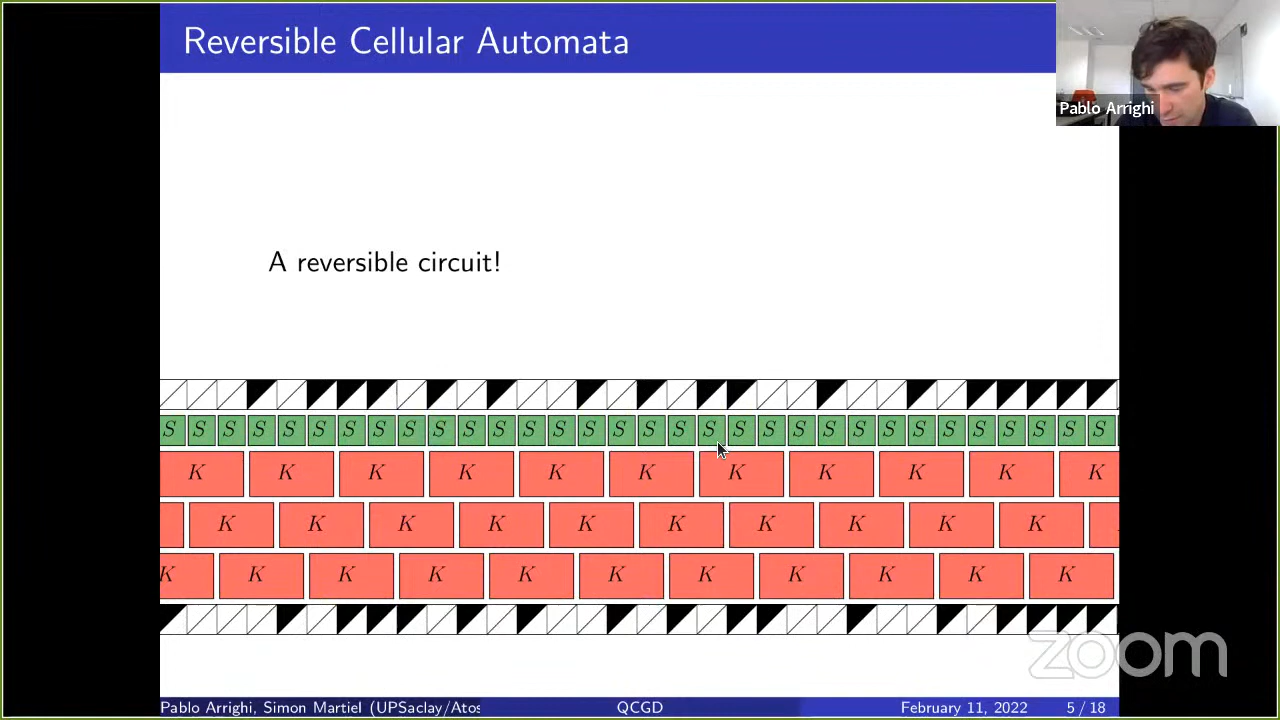 Reversible Cellular Automata
Pablo Arrighi
A reversible circuit!
S S S S S S S S S S S S S S S S S S S S S S S S S S S S S S S S
K K K K K K K K K K K
K K K K K K K K K K
K K K K K K K K K K K
zoom
Pablo Arrighi, Simon Martiel (UPSaclay/Atos
QCGD
February 11, 2022 5 / 18